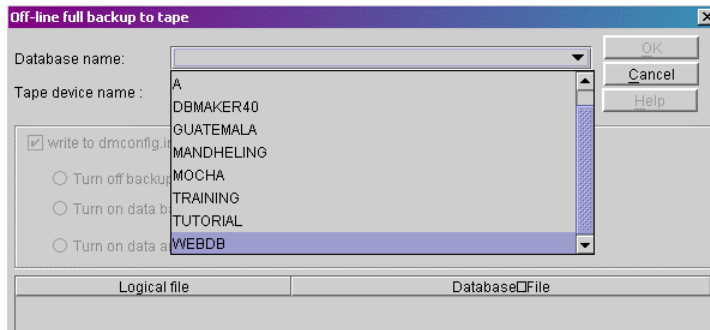 Off-line full backup to tape
Database name:
OK
Cancel
Help
Tape device name :
A
DBMAKER40
GUATEMALA
MANDHELING
MOCHA
TRAINING
TUTORIAL
WEBDB
write to dmconfig.in
Turn off backup
Turn on data b
Turn on data a
Logical file
Database□File